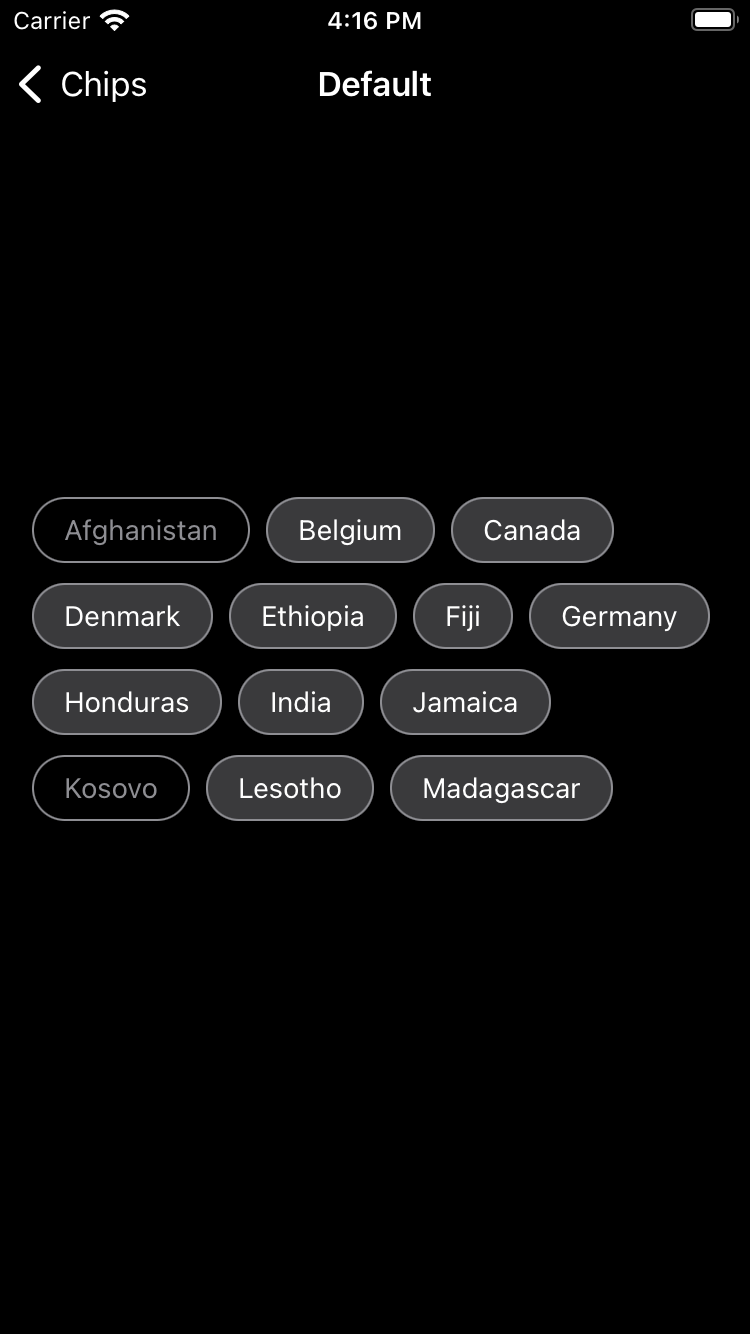 Carrier 4:16 PM
Chips Default
Afghanistan Belgium Canada
Denmark Ethiopia Fiji Germany
Honduras India Jamaica
Kosovo Lesotho Madagascar